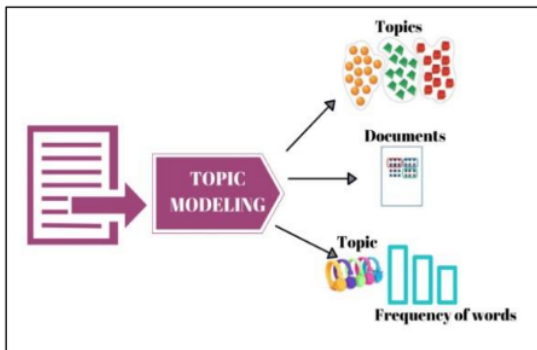 Topics
Documents
TOPIC
MODELING
Topic
Frequency of words